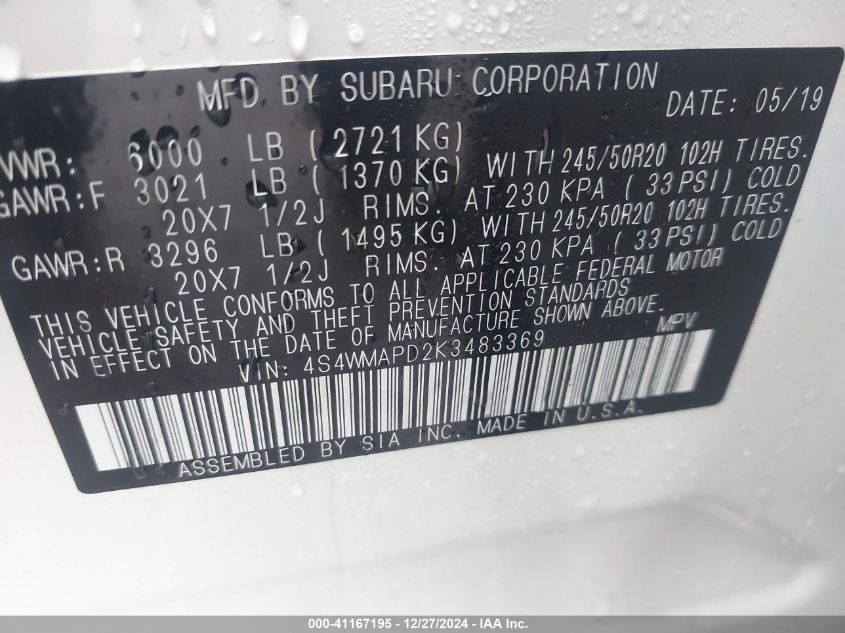 MFD BY SUBARU CORPORATION DATE: 05/19
VWR: 6000 LB ( 2721 KG)
GAWR:F 3021 LB ( 1370 KG) WITH 245/50R20 102H TIRES.
20X7 1/2J RIMS. AT 230 KPA ( 33 PSI) COLD
GAWR:R 3296 LB ( 1495 KG) WITH 245/50R20 102H TIRES.
20X7 1/2J RIMS. AT 230 KPA ( 33 PSI) COLD
THIS VEHICLE CONFORMS TO ALL APPLICABLE FEDERAL MOTOR
VEHICLE SAFETY AND THEFT PREVENTION STANDARDS
IN EFFECT ON THE DATE OF MANUFACTURE SHOWN ABOVE.
VIN: 4S4WMAPD2K3483369 MPV
ASSEMBLED BY SIA INC. MADE IN U.S.A.
000-41167195 - 12/27/2024 - IAA Inc.